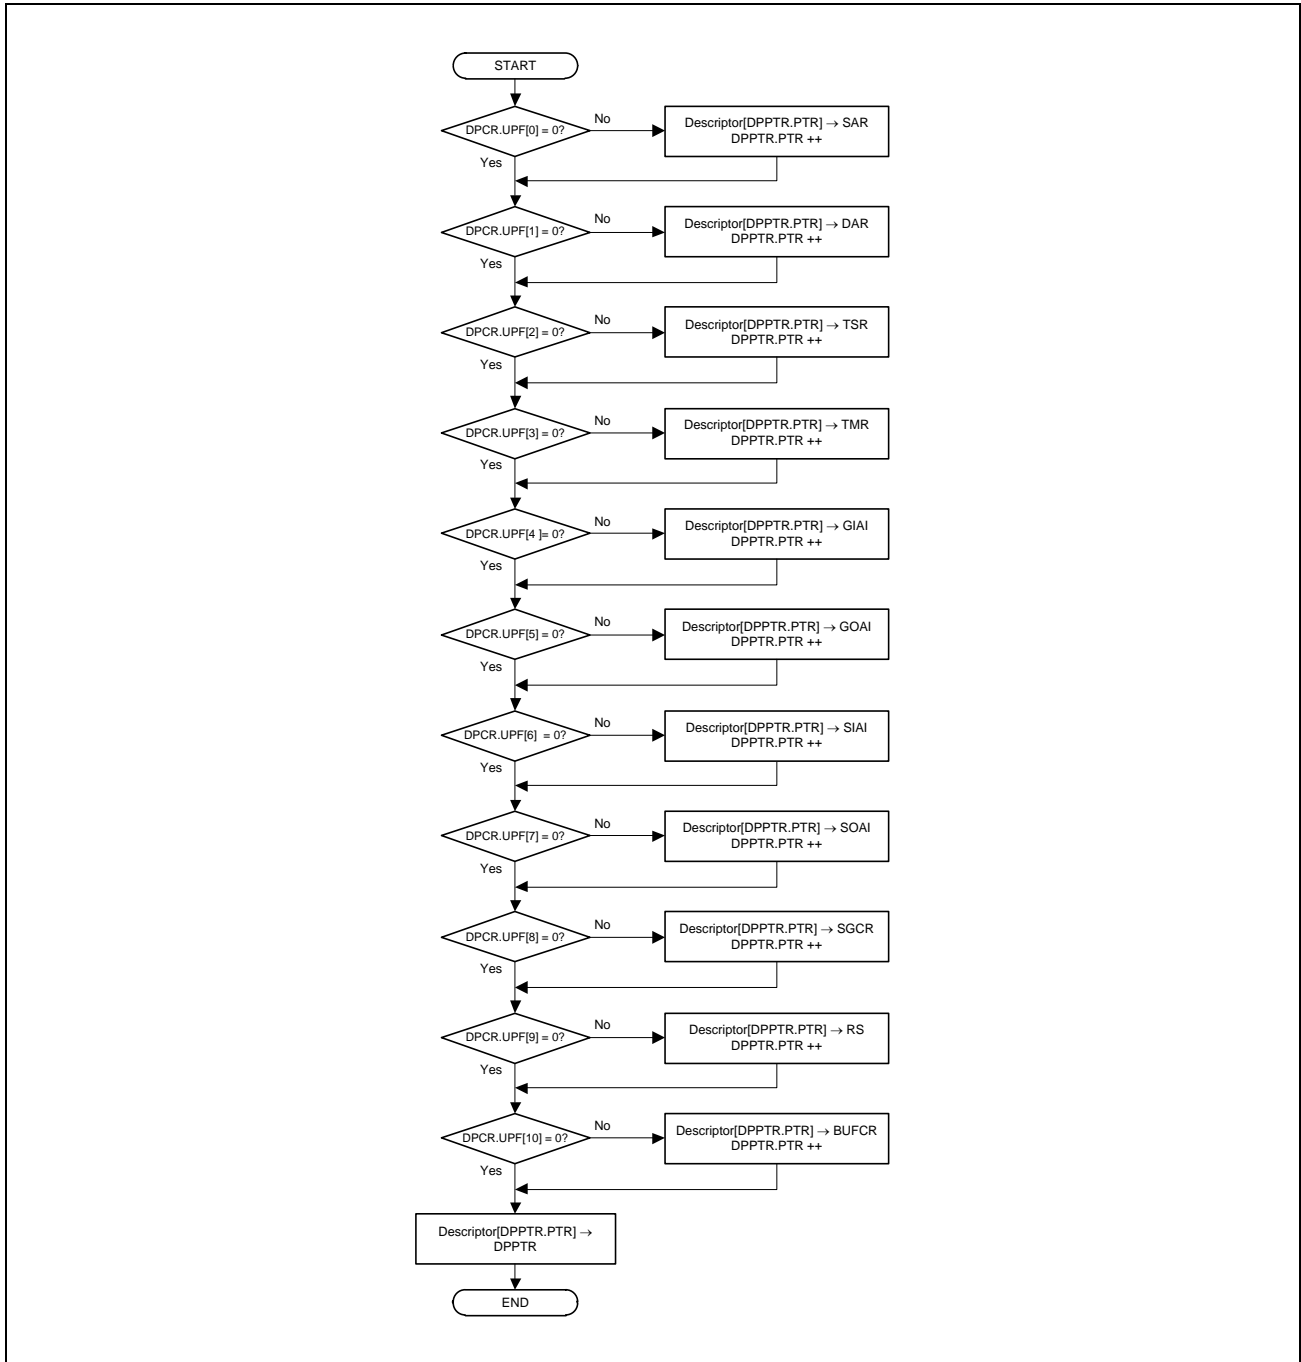 START
DPCR.UPF[0] = 0?
No
Descriptor[DPPTR.PTR] → SAR
DPPTR.PTR ++
Yes
DPCR.UPF[1] = 0?
No
Descriptor[DPPTR.PTR] → DAR
DPPTR.PTR ++
Yes
DPCR.UPF[2] = 0?
No
Descriptor[DPPTR.PTR] → TSR
DPPTR.PTR ++
Yes
DPCR.UPF[3] = 0?
No
Descriptor[DPPTR.PTR] → TMR
DPPTR.PTR ++
Yes
DPCR.UPF[4 ]= 0?
No
Descriptor[DPPTR.PTR] → GIAI
DPPTR.PTR ++
Yes
DPCR.UPF[5] = 0?
No
Descriptor[DPPTR.PTR] → GOAI
DPPTR.PTR ++
Yes
DPCR.UPF[6]  = 0?
No
Descriptor[DPPTR.PTR] → SIAI
DPPTR.PTR ++
Yes
DPCR.UPF[7] = 0?
No
Descriptor[DPPTR.PTR] → SOAI
DPPTR.PTR ++
Yes
DPCR.UPF[8] = 0?
No
Descriptor[DPPTR.PTR] → SGCR
DPPTR.PTR ++
Yes
DPCR.UPF[9] = 0?
No
Descriptor[DPPTR.PTR] → RS
DPPTR.PTR ++
Yes
DPCR.UPF[10] = 0?
No
Descriptor[DPPTR.PTR] → BUFCR
DPPTR.PTR ++
Yes
Descriptor[DPPTR.PTR] →
DPPTR
END